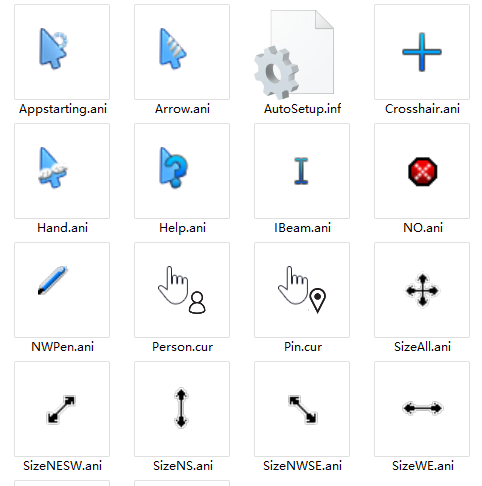 Appstarting.ani
Arrow.ani
AutoSetup.inf
Crosshair.ani
Hand.ani
Help.ani
IBeam.ani
NO.ani
NWPen.ani
Person.cur
Pin.cur
SizeAll.ani
SizeNESW.ani
SizeNS.ani
SizeNWSE.ani
SizeWE.ani